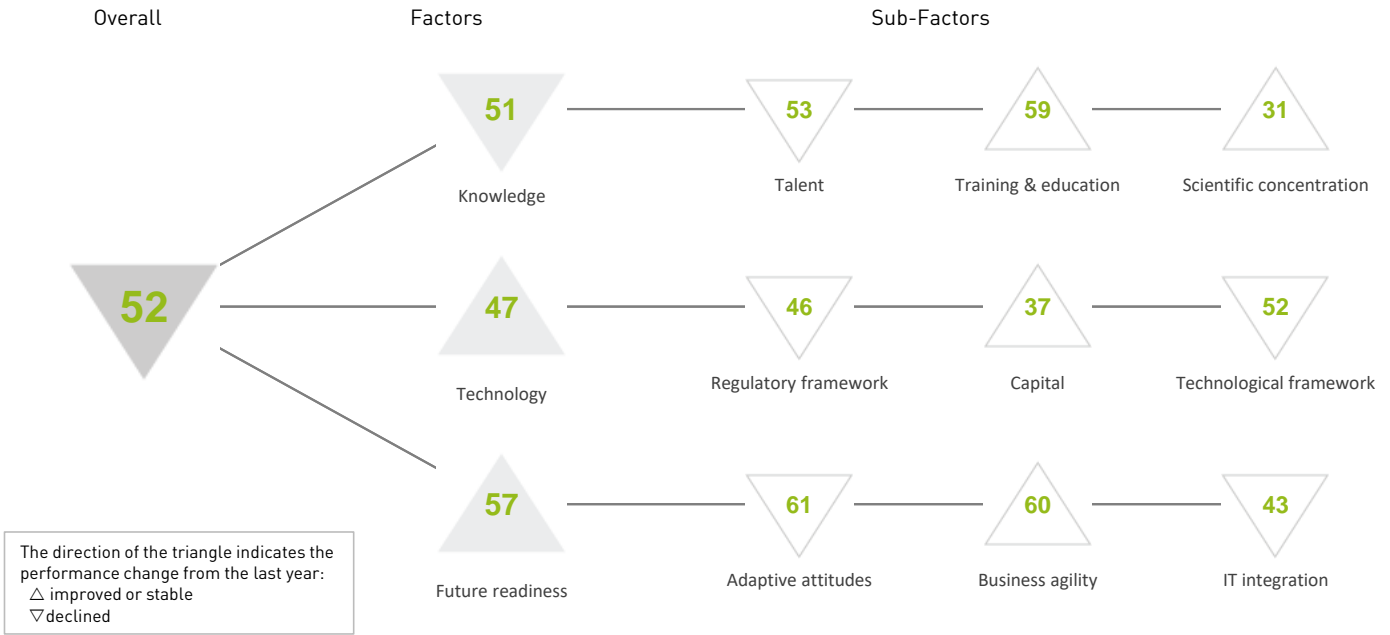 Overall
Factors
Sub-Factors
51
53
59
31
Knowledge
Talent
Training & education
Scientific concentration
52
47
46
37
52
Technology
Regulatory framework
Capital
Technological framework
57
61
60
43
Future readiness
Adaptive attitudes
Business agility
IT integration
The direction of the triangle indicates the
performance change from the last year:
△ improved or stable
▽ declined